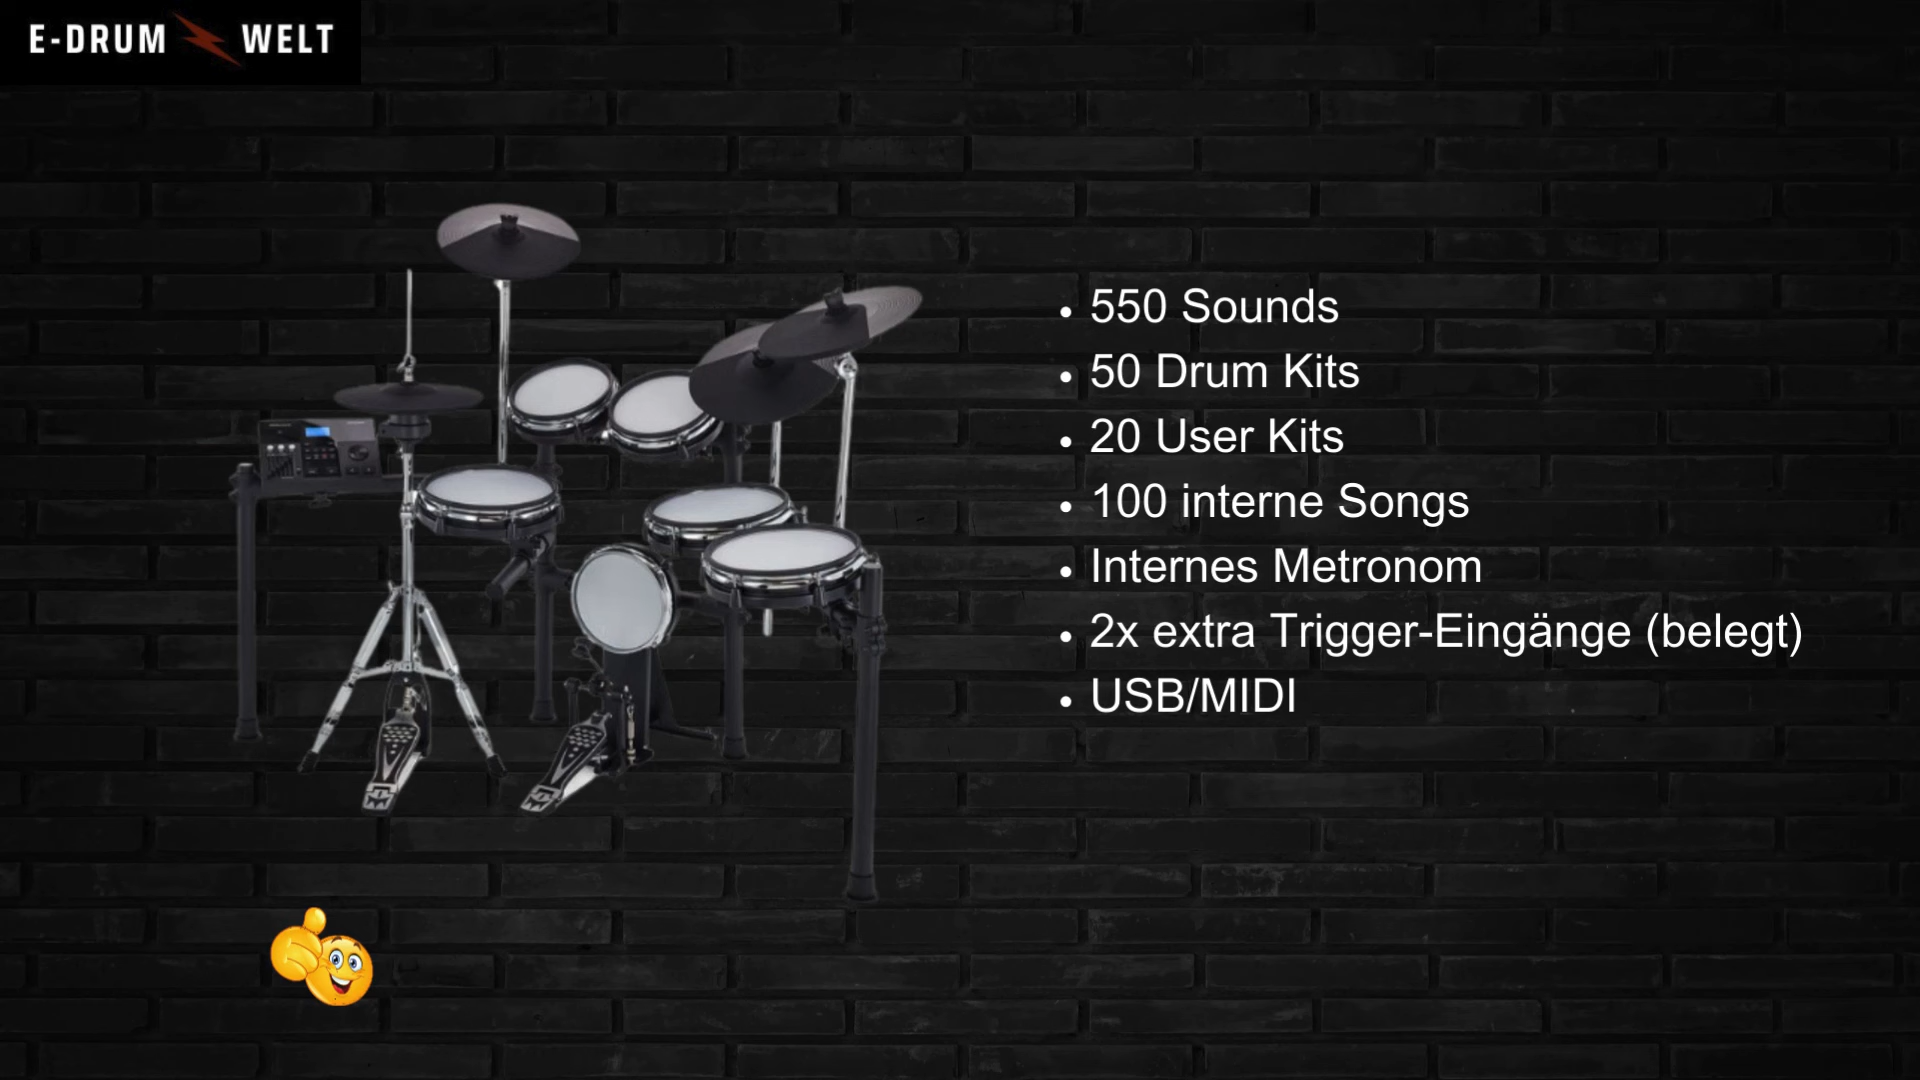 E-DRUM WELT
550 Sounds
50 Drum Kits
20 User Kits
100 interne Songs
Internes Metronom
2x extra Trigger-Eingänge (belegt)
USB/MIDI